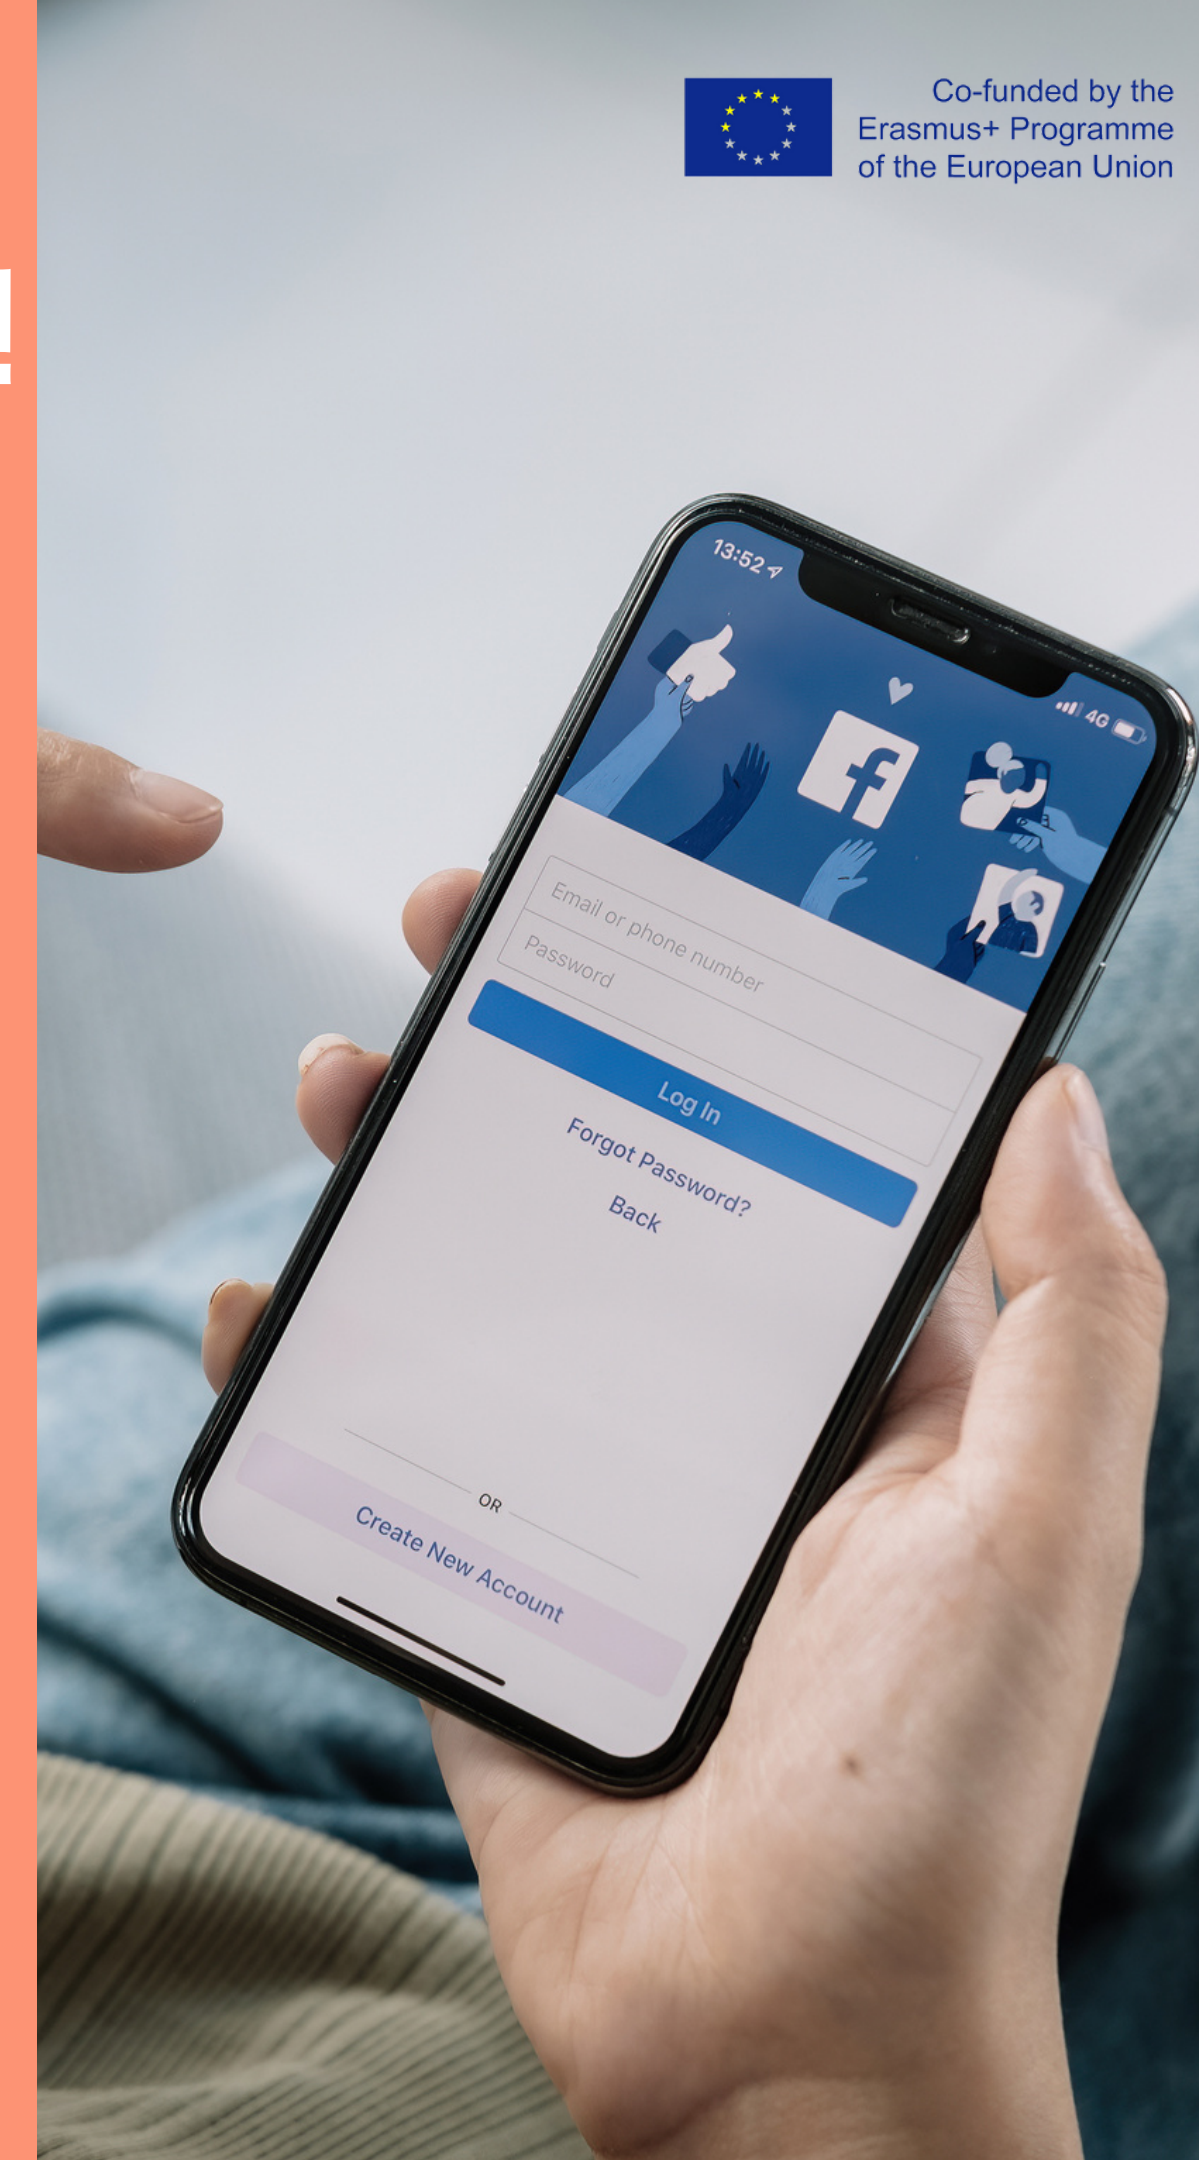 Co-funded by the
Erasmus+ Programme
of the European Union
!
13:52
4G
f
Email or phone number
Password
Log In
Forgot Password?
Back
OR
Create New Account